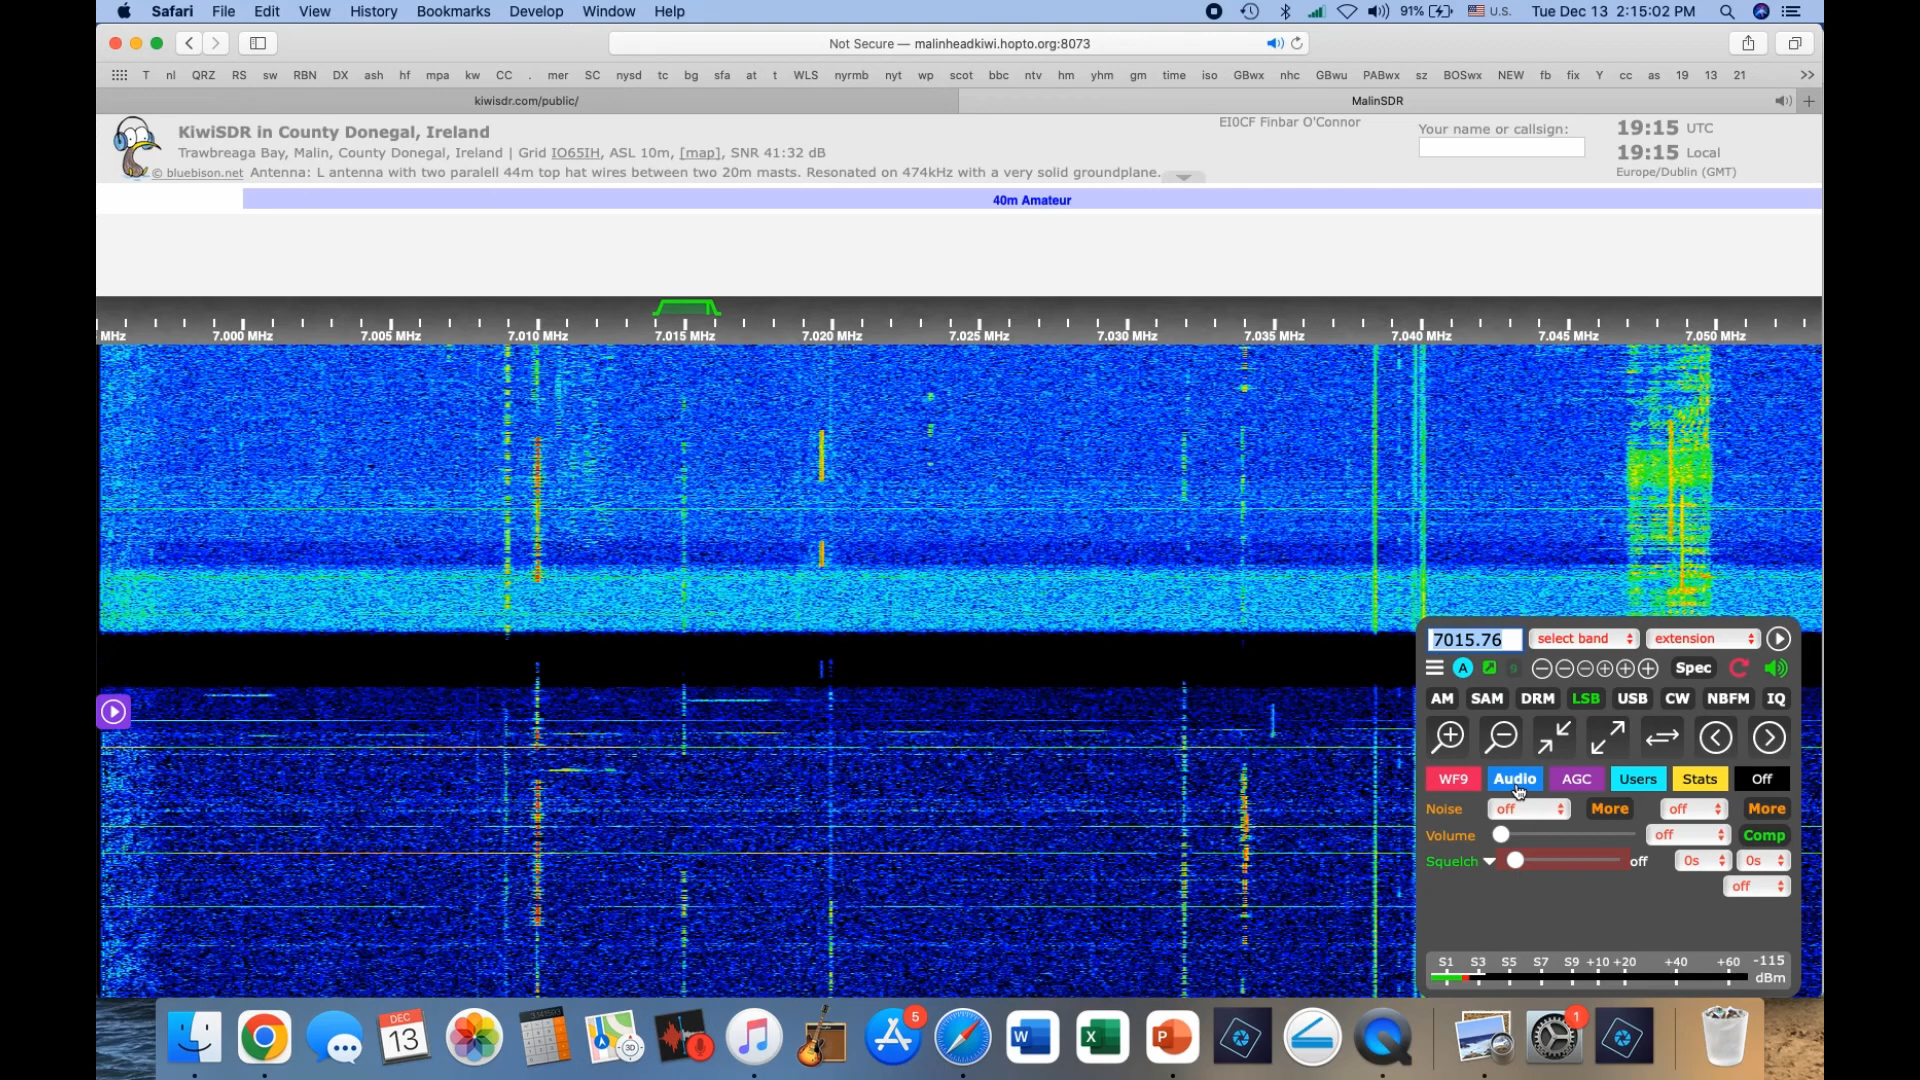 Safari File Edit View History Bookmarks Develop Window Help 91% U.S. Tue Dec 13 2:15:02 PM
Not Secure — malinheadkiwi.hopto.org:8073
T nl QRZ RS sw RBN DX ash hf mpa kw CC . mer SC nysd tc bg sfa at t WLS nyrmb nyt wp scot bbc ntv hm yhm gm time iso GBwx nhc GBwu PABwx sz BOSwx NEW fb fix Y cc as 19 13 21 >>
kiwisdr.com/public/ MalinSDR
KiwiSDR in County Donegal, Ireland
EI0CF Finbar O'Connor
Your name or callsign:
19:15 UTC
Trawbreaga Bay, Malin, County Donegal, Ireland | Grid IO65IH, ASL 10m, [map], SNR 41:32 dB
19:15 Local
© bluebison.net Antenna: L antenna with two paralell 44m top hat wires between two 20m masts. Resonated on 474kHz with a very solid groundplane.
Europe/Dublin (GMT)
40m Amateur
MHz 7.000 MHz 7.005 MHz 7.010 MHz 7.015 MHz 7.020 MHz 7.025 MHz 7.030 MHz 7.035 MHz 7.040 MHz 7.045 MHz 7.050 MHz
7015.76 select band extension
A Spec
AM SAM DRM LSB USB CW NBFM IQ
WF9 Audio AGC Users Stats Off
Noise off More off More
Volume off Comp
Squelch off 0s 0s
off
S1 S3 S5 S7 S9 +10 +20 +40 +60 -115
dBm
DEC
13
3.141593
3D
5
W
X
P
1